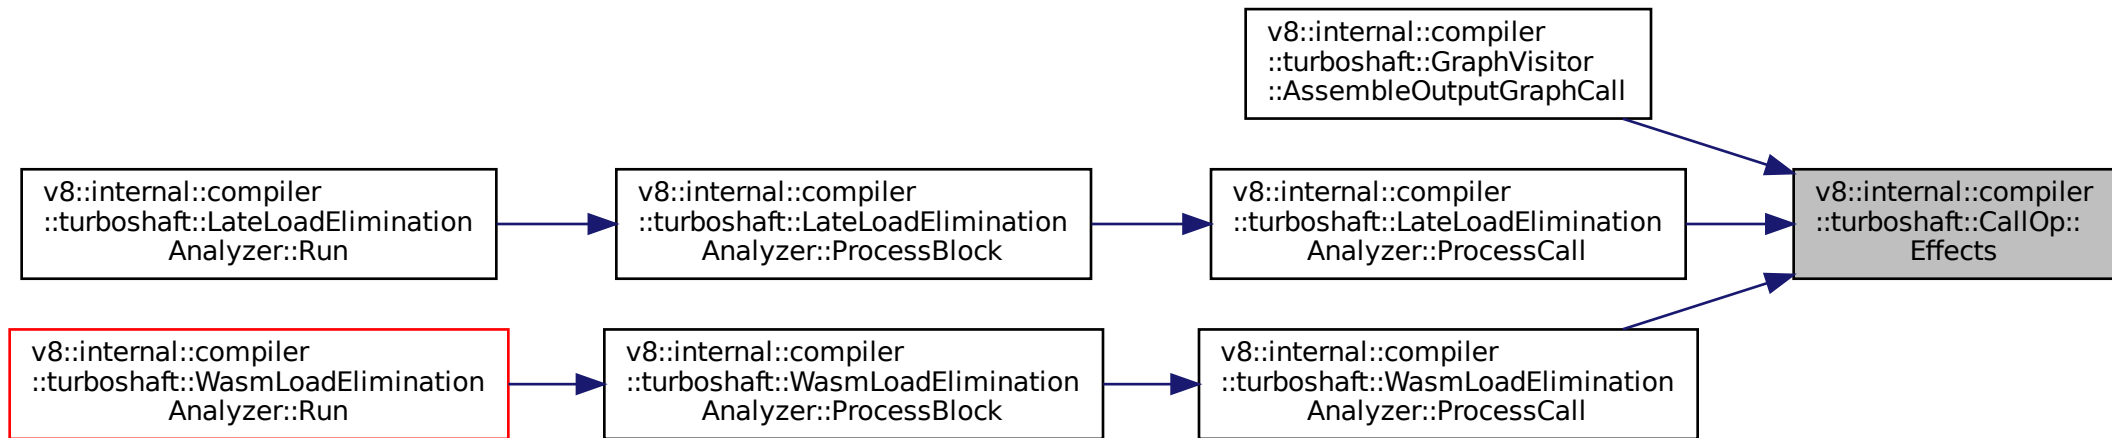 v8::internal::compiler
::turboshaft::GraphVisitor
::AssembleOutputGraphCall
v8::internal::compiler
::turboshaft::LateLoadElimination
Analyzer::Run
v8::internal::compiler
::turboshaft::LateLoadElimination
Analyzer::ProcessBlock
v8::internal::compiler
::turboshaft::LateLoadElimination
Analyzer::ProcessCall
v8::internal::compiler
::turboshaft::CallOp::
Effects
v8::internal::compiler
::turboshaft::WasmLoadElimination
Analyzer::Run
v8::internal::compiler
::turboshaft::WasmLoadElimination
Analyzer::ProcessBlock
v8::internal::compiler
::turboshaft::WasmLoadElimination
Analyzer::ProcessCall